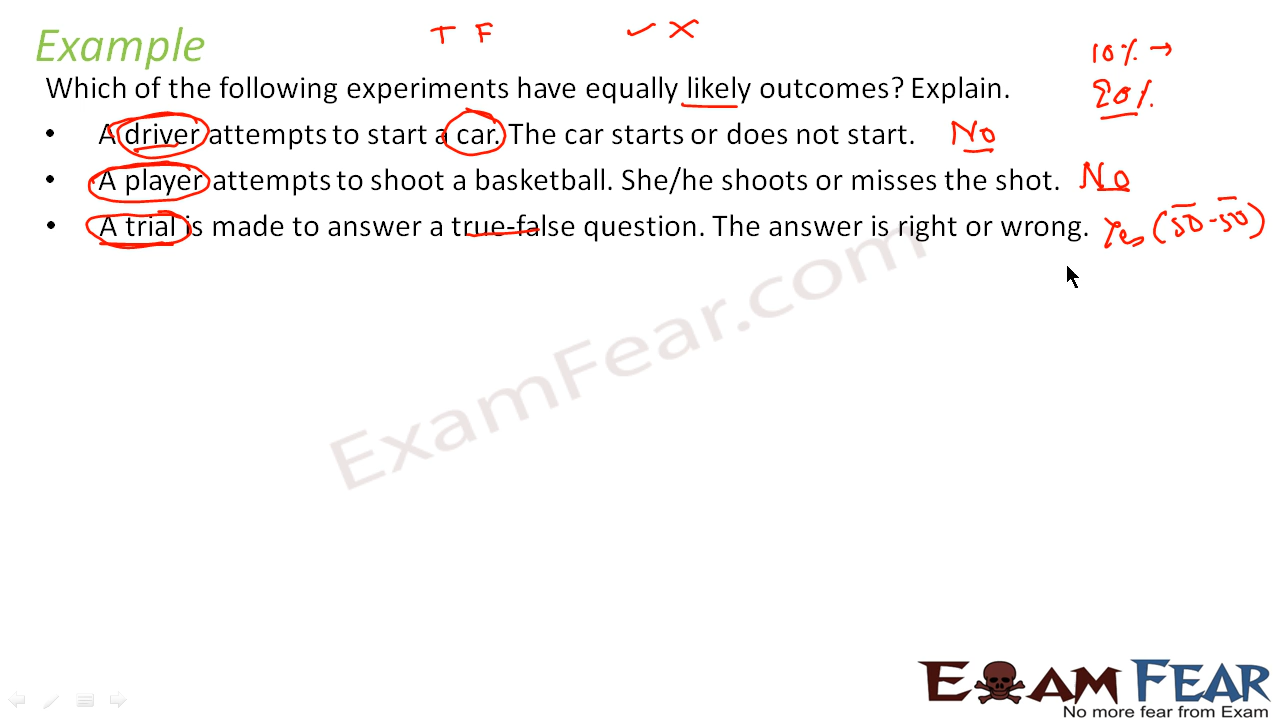 Example
T F
✓ X
10% →
20%
Which of the following experiments have equally likely outcomes? Explain.
• A driver attempts to start a car. The car starts or does not start. No
• A player attempts to shoot a basketball. She/he shoots or misses the shot. No
• A trial is made to answer a true-false question. The answer is right or wrong. Yes (50-50)
ExamFear.com
EXAM FEAR
No more fear from Exam